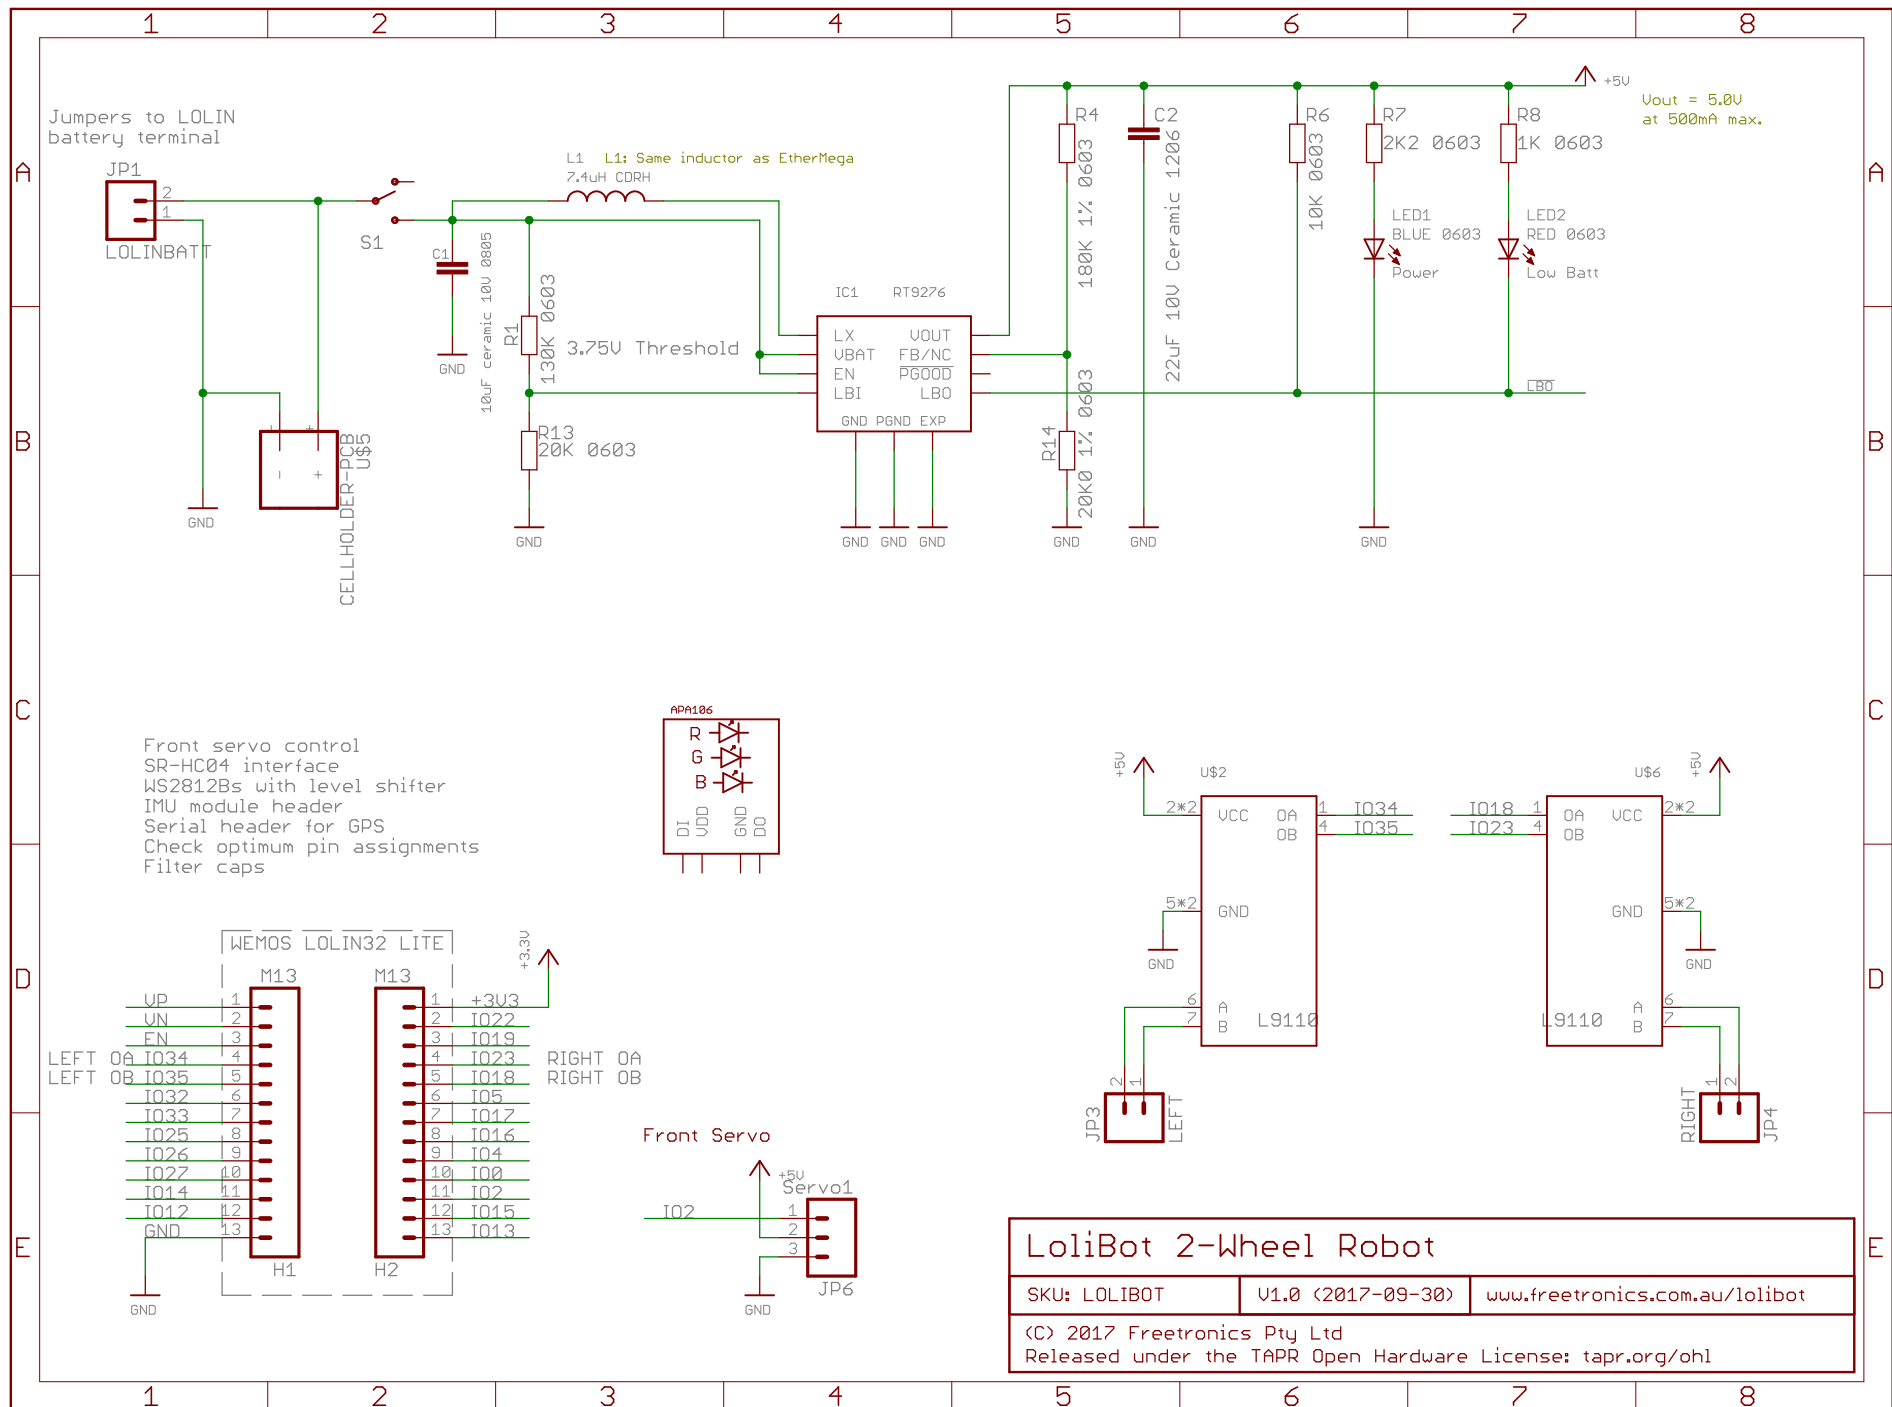 1 2 3 4 5 6 7 8
A
B
C
D
E
A
B
C
D
E
Jumpers to LOLIN
battery terminal
JP1
2
1
LOLINBATT
S1
GND
- +
- +
CELLHOLDER-PCB
U$5
C1
10uF ceramic 10V 0805
GND
L1
L1: Same inductor as EtherMega
7.4uH CDRH
R1
130K 0603
3.75V Threshold
R13
20K 0603
GND
IC1 RT9276
LX VOUT
VBAT FB/NC
EN PGOOD
LBI LBO
GND PGND EXP
GND GND GND
R4
180K 1% 0603
R14
20K0 1% 0603
GND
C2
22uF 10V Ceramic 1206
GND
R6
10K 0603
R7
2K2 0603
LED1
BLUE 0603
Power
GND
R8
1K 0603
LED2
RED 0603
Low Batt
LBO
+5V
Vout = 5.0V
at 500mA max.
Front servo control
SR-HC04 interface
WS2812Bs with level shifter
IMU module header
Serial header for GPS
Check optimum pin assignments
Filter caps
APA106
R
G
B
DI VDD GND DO
+5V
U$2
2*2 VCC OA 1 IO34
OB 4 IO35
5*2 GND
GND
6 A
7 B
L9110
2 1
JP3
LEFT
+5V
U$6
IO18 1 OA VCC 2*2
IO23 4 OB
GND 5*2
GND
A 6
B 7
L9110
1 2
RIGHT
JP4
WEMOS LOLIN32 LITE
M13 M13
+3.3V
VP 1 1 +3V3
VN 2 2 IO22
EN 3 3 IO19
LEFT OA IO34 4 4 IO23 RIGHT OA
LEFT OB IO35 5 5 IO18 RIGHT OB
IO32 6 6 IO5
IO33 7 7 IO17
IO25 8 8 IO16
IO26 9 9 IO4
IO27 10 10 IO0
IO14 11 11 IO2
IO12 12 12 IO15
GND 13 13 IO13
H1 H2
GND
Front Servo
+5V
Servo1
IO2 1
2
3
JP6
GND
LoliBot 2-Wheel Robot
SKU: LOLIBOT V1.0 (2017-09-30) www.freetronics.com.au/lolibot
(C) 2017 Freetronics Pty Ltd
Released under the TAPR Open Hardware License: tapr.org/ohl
1 2 3 4 5 6 7 8